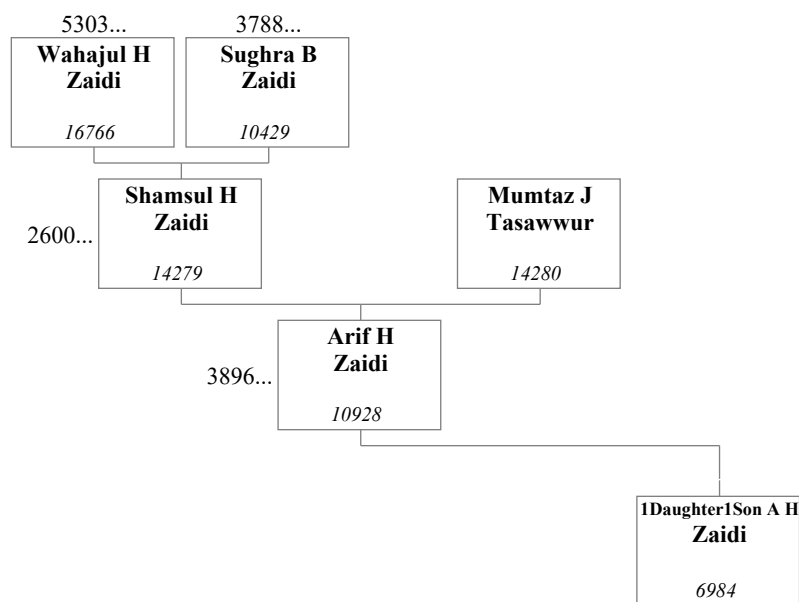 5303... 3788...
Wahajul H
Zaidi
16766
Sughra B
Zaidi
10429
2600...
Shamsul H
Zaidi
14279
Mumtaz J
Tasawwur
14280
3896...
Arif H
Zaidi
10928
1Daughter1Son A H
Zaidi
6984